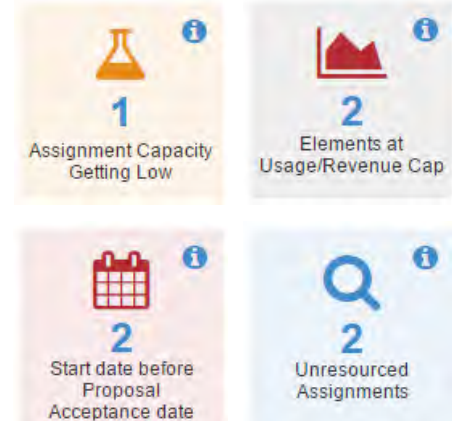 1
Assignment Capacity
Getting Low
2
Elements at
Usage/Revenue Cap
2
Start date before
Proposal
Acceptance date
2
Unresourced
Assignments